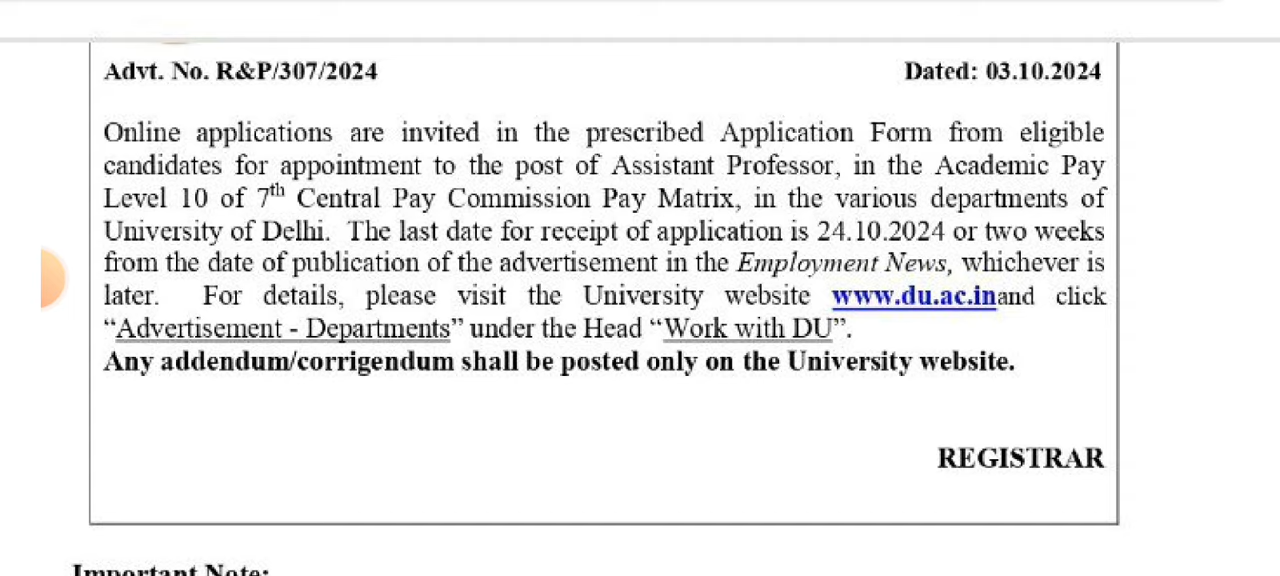 Advt. No. R&P/307/2024 Dated: 03.10.2024
Online applications are invited in the prescribed Application Form from eligible
candidates for appointment to the post of Assistant Professor, in the Academic Pay
Level 10 of 7th Central Pay Commission Pay Matrix, in the various departments of
University of Delhi. The last date for receipt of application is 24.10.2024 or two weeks
from the date of publication of the advertisement in the Employment News, whichever is
later. For details, please visit the University website www.du.ac.inand click
“Advertisement - Departments” under the Head “Work with DU”.
Any addendum/corrigendum shall be posted only on the University website.
REGISTRAR
Important Note: